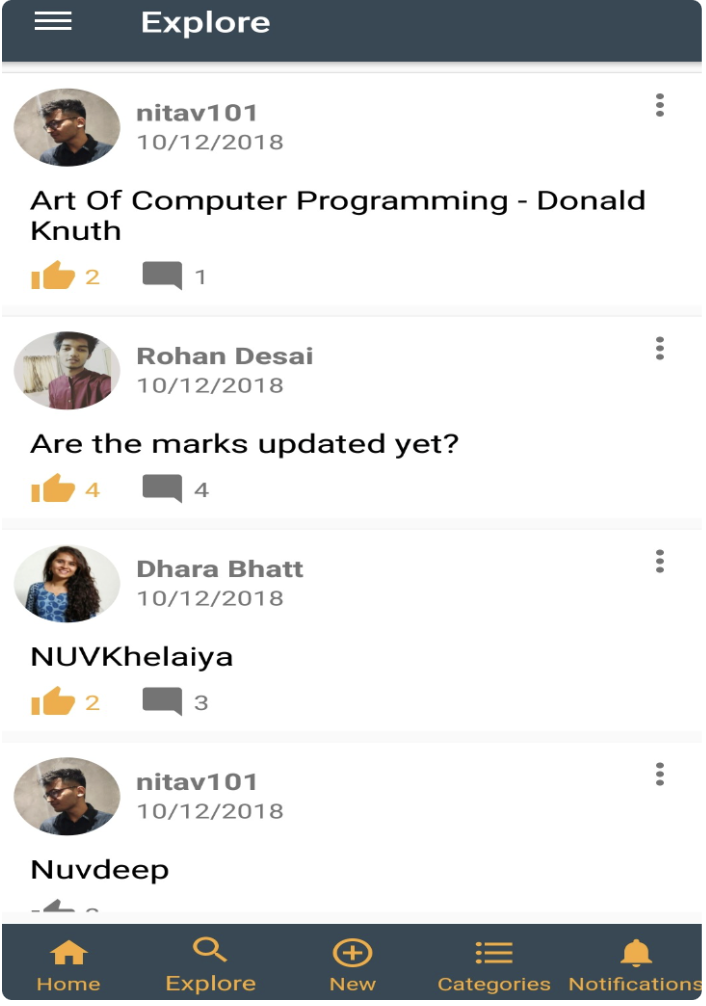 Explore
nitav101
10/12/2018
Art Of Computer Programming - Donald
Knuth
2 1
Rohan Desai
10/12/2018
Are the marks updated yet?
4 4
Dhara Bhatt
10/12/2018
NUVKhelaiya
2 3
nitav101
10/12/2018
Nuvdeep
Home Explore New Categories Notifications